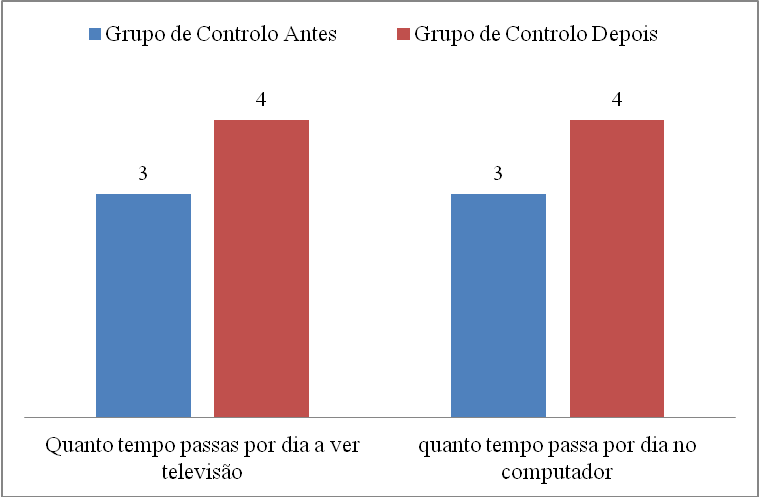 Grupo de Controlo Antes
Grupo de Controlo Depois
3
4
3
4
Quanto tempo passas por dia a ver
televisão
quanto tempo passa por dia no
computador